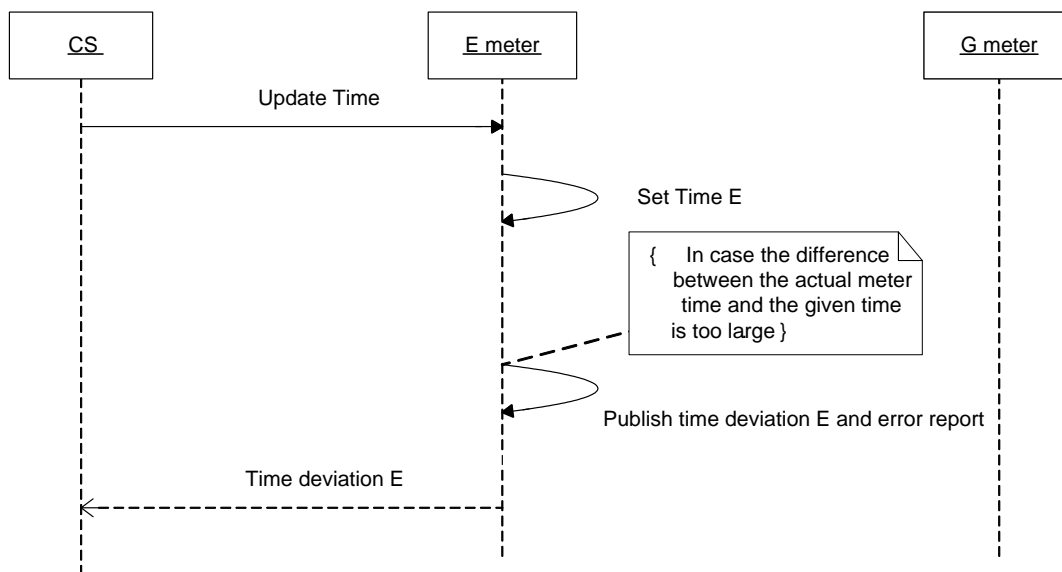 CS
E meter
G meter
Update Time
Set Time E
{ In case the difference
between the actual meter
time and the given time
is too large }
Publish time deviation E and error report
Time deviation E